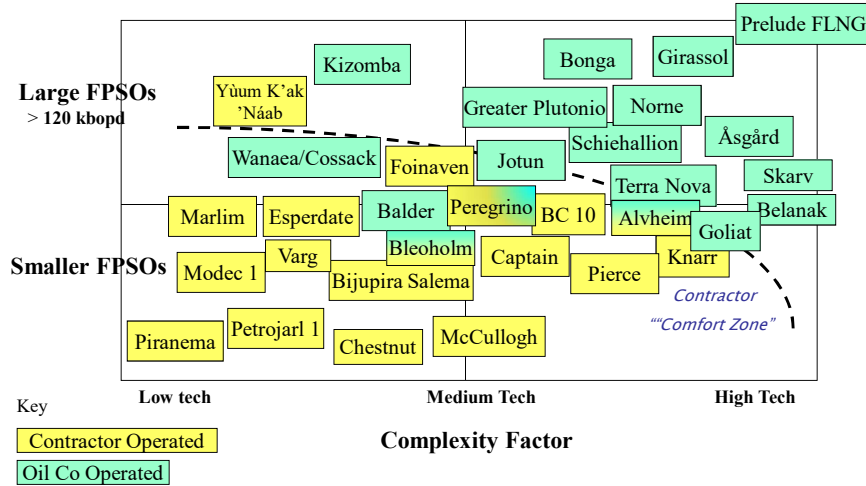 Prelude FLNG
Kizomba
Bonga
Girassol
Large FPSOs
> 120 kbopd
Yùum K'ak
'Náab
Greater Plutonio
Norne
Schiehallion
Åsgård
Wanaea/Cossack
Foinaven
Jotun
Terra Nova
Skarv
Marlim
Esperdate
Balder
Peregrino
BC 10
Alvheim
Belanak
Goliat
Smaller FPSOs
Modec 1
Varg
Bleoholm
Bijupira Salema
Captain
Pierce
Knarr
Contractor
““Comfort Zone”
Piranema
Petrojarl 1
Chestnut
McCullogh
Low tech
Medium Tech
High Tech
Complexity Factor
Key
Contractor Operated
Oil Co Operated